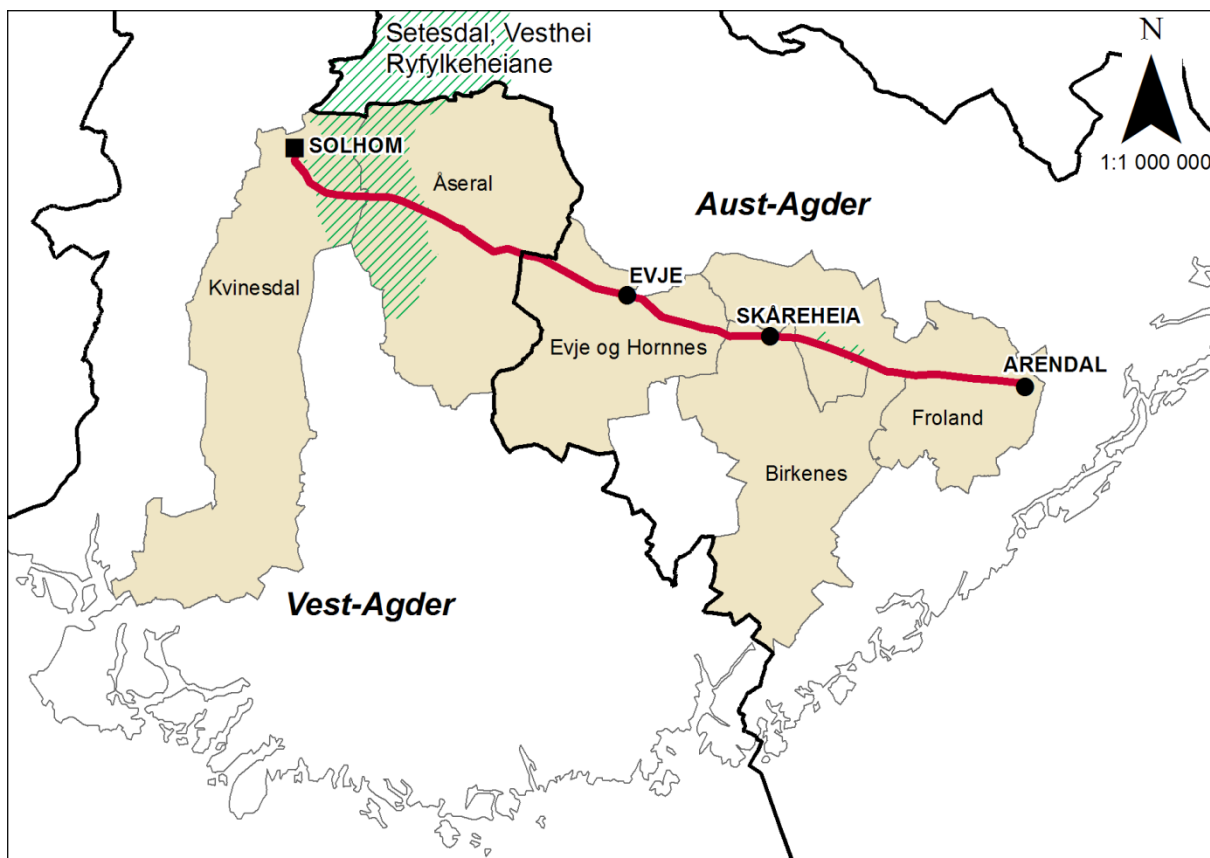 Setesdal, Vesthei
Ryfylkeheiane
N
1:1 000 000
SOLHOM
Åseral
Aust-Agder
Kvinesdal
EVJE
SKÅREHEIA
Evje og Hornnes
ARENDAL
Froland
Birkenes
Vest-Agder